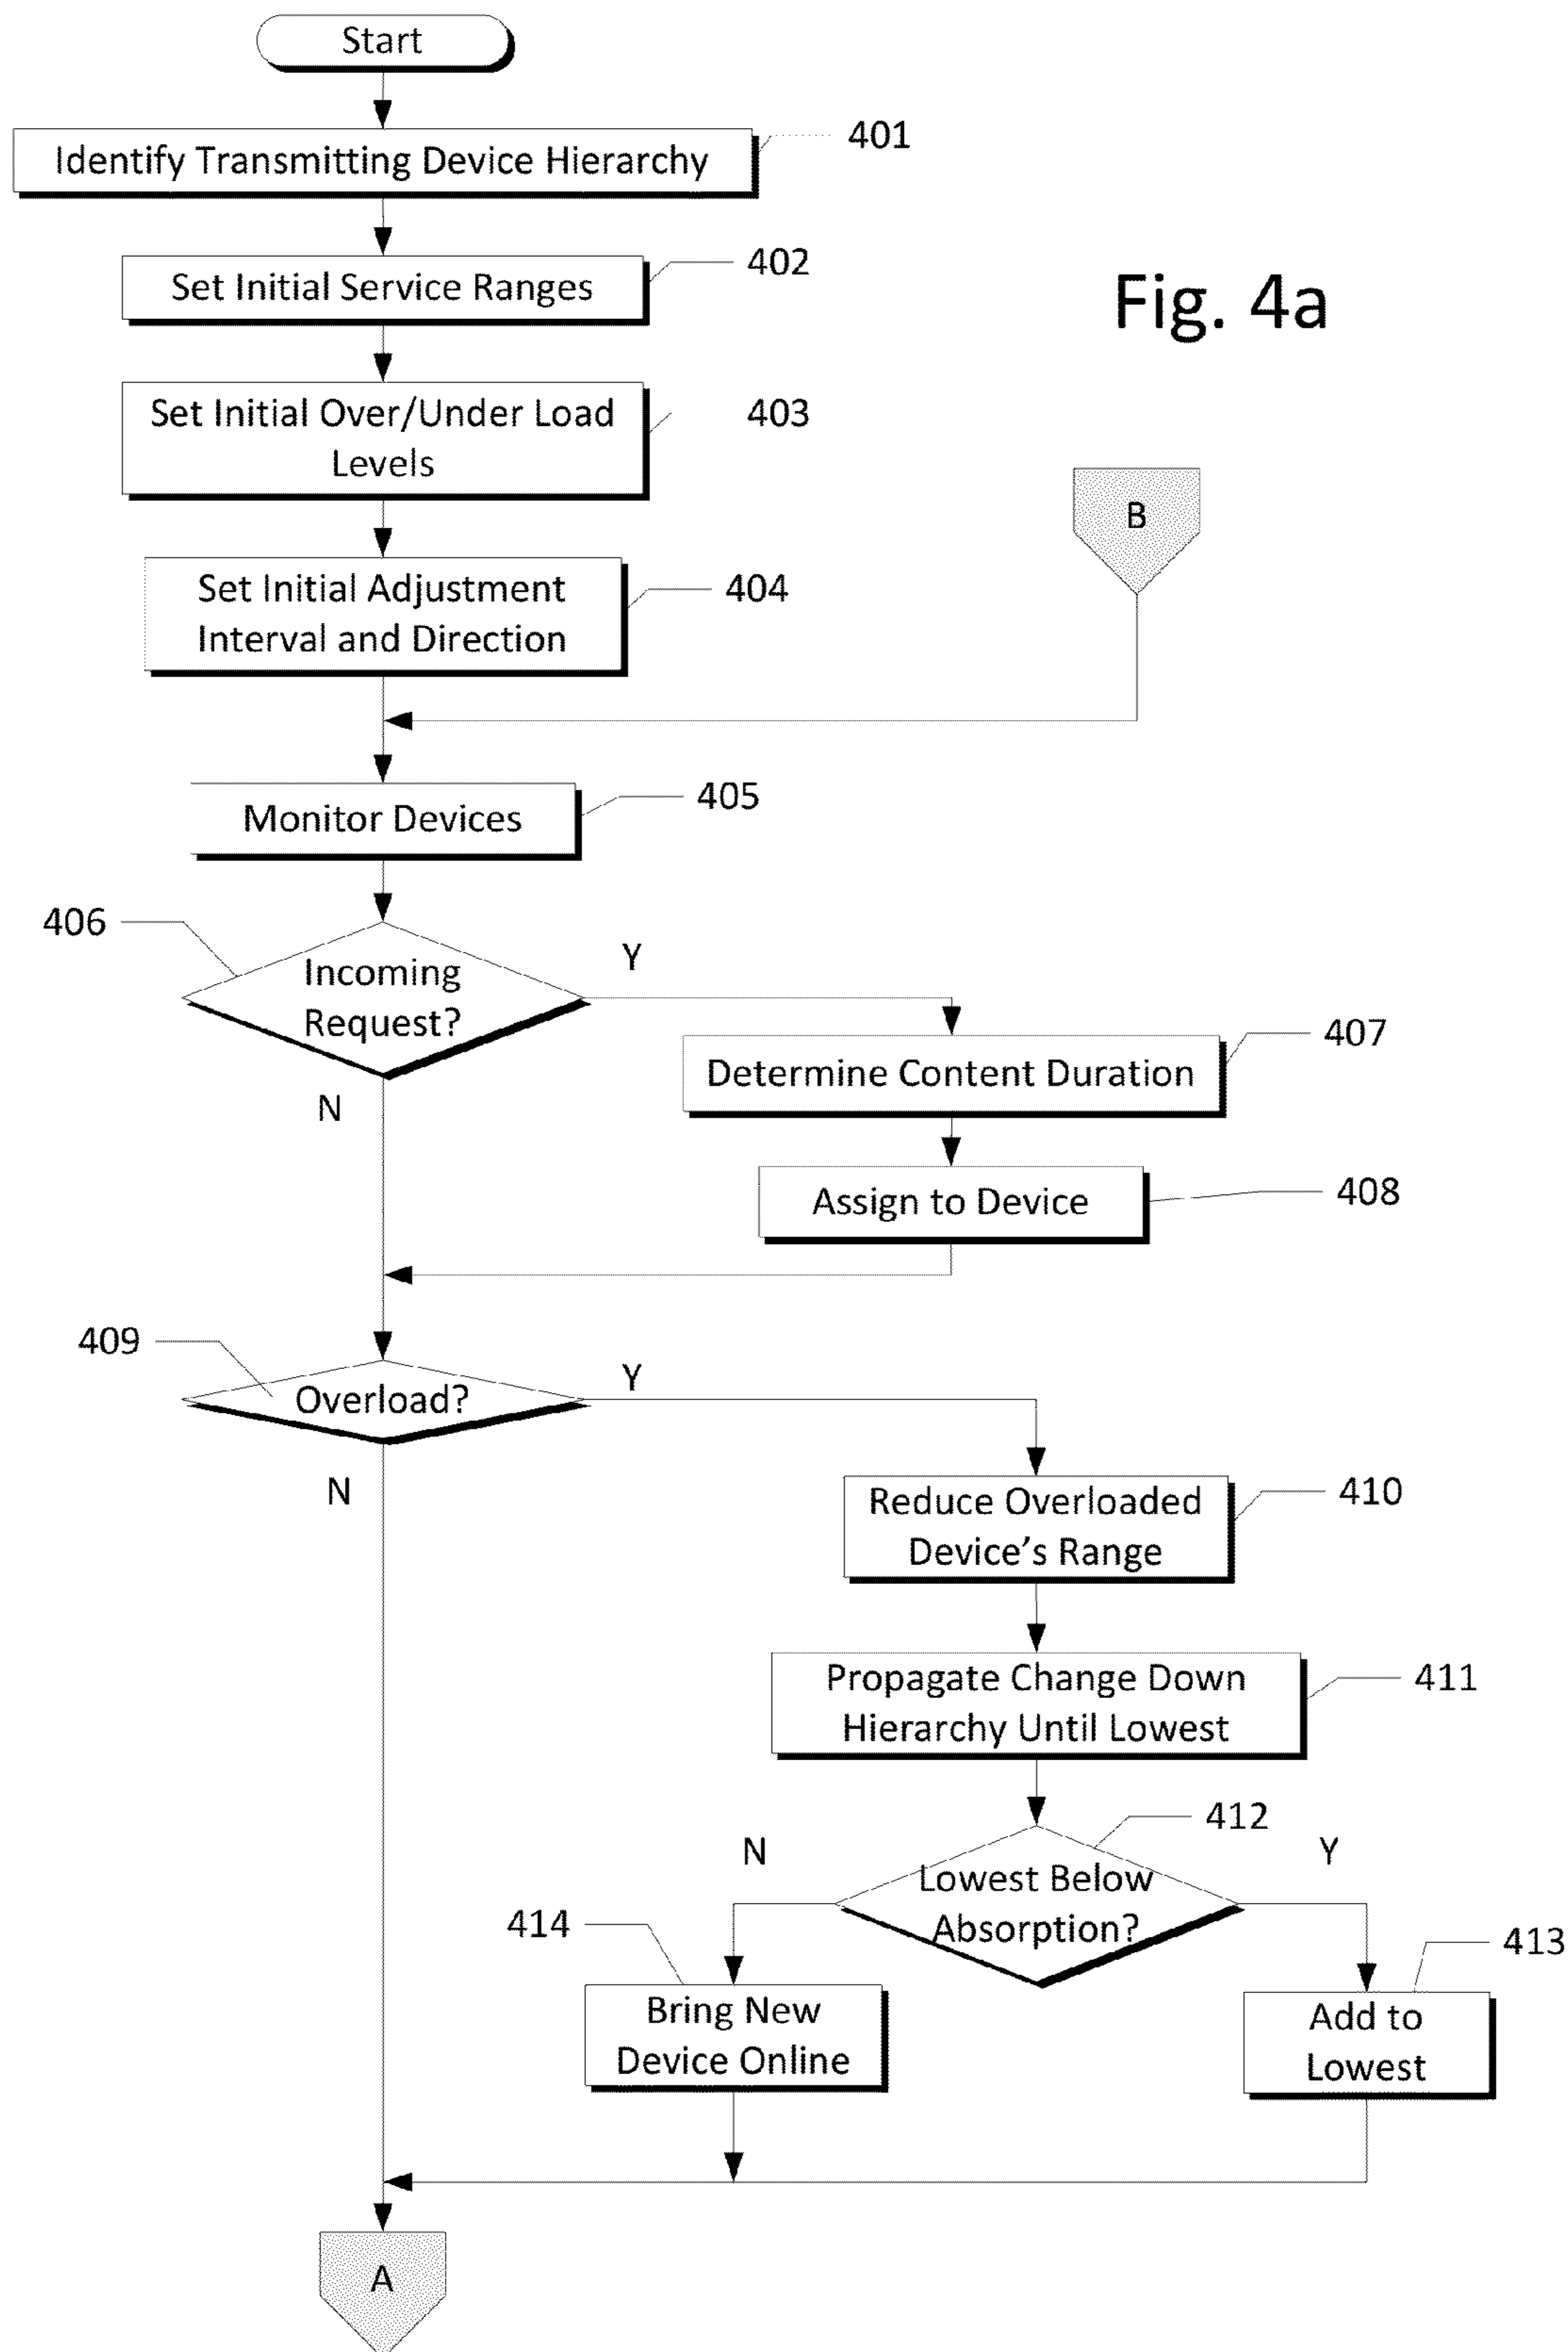 Start
Identify Transmitting Device Hierarchy
401
Set Initial Service Ranges
402
Fig. 4a
Set Initial Over/Under Load
Levels
403
B
Set Initial Adjustment
Interval and Direction
404
Monitor Devices
405
406
Incoming
Request?
Y
N
Determine Content Duration
407
Assign to Device
408
409
Overload?
Y
N
Reduce Overloaded
Device's Range
410
Propagate Change Down
Hierarchy Until Lowest
411
412
N
Lowest Below
Absorption?
Y
414
Bring New
Device Online
413
Add to
Lowest
A